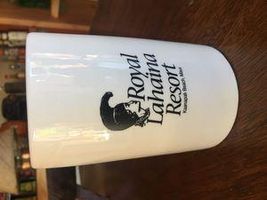 Royal
Lahaina
Resort
Kaanapali Beach, Maui